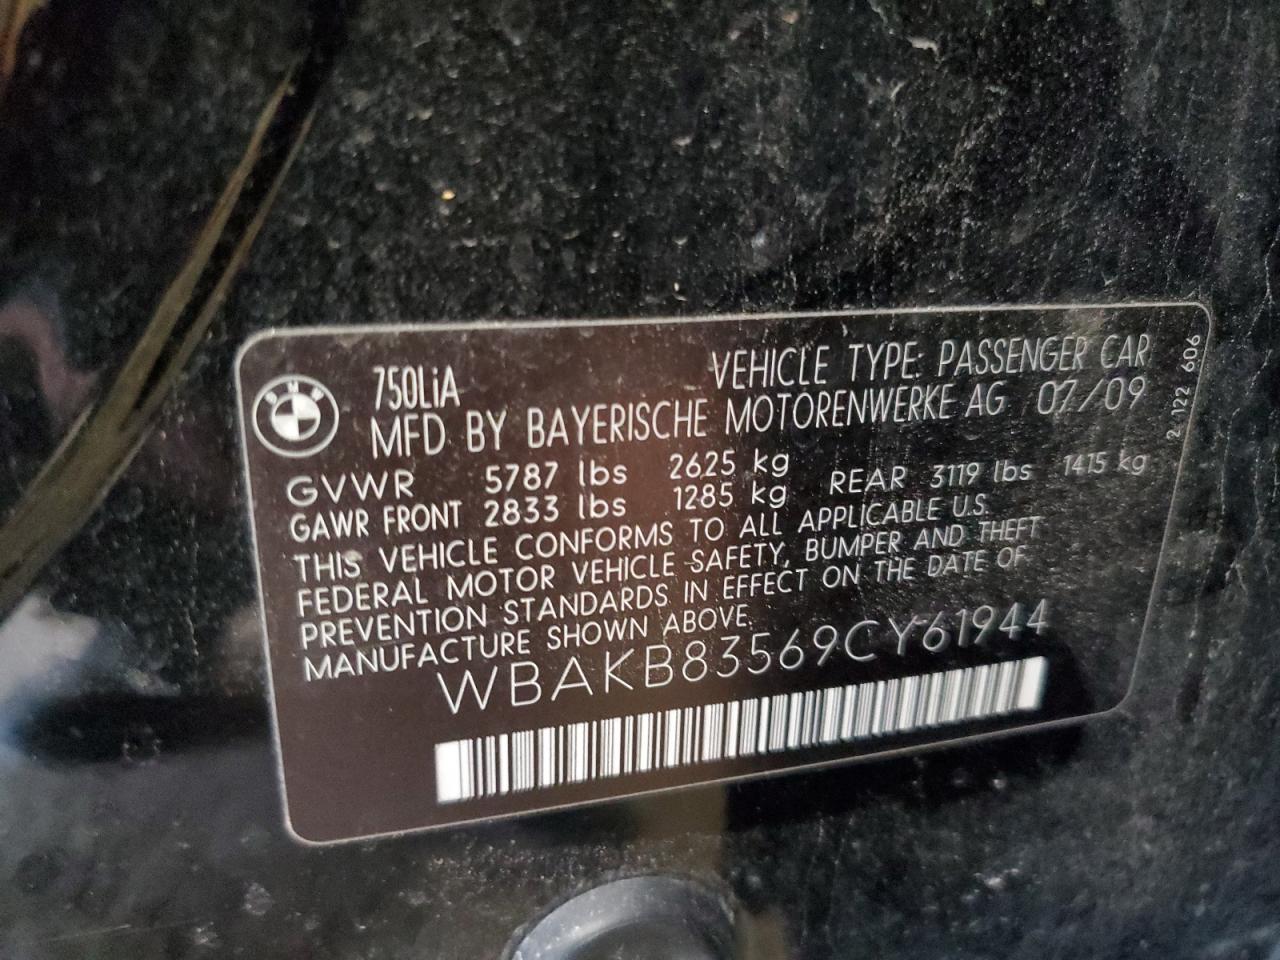 BMW
750LiA VEHICLE TYPE: PASSENGER CAR
MFD BY BAYERISCHE MOTORENWERKE AG 07/09
GVWR 5787 lbs 2625 kg
GAWR FRONT 2833 lbs 1285 kg REAR 3119 lbs 1415 kg
THIS VEHICLE CONFORMS TO ALL APPLICABLE U.S.
FEDERAL MOTOR VEHICLE SAFETY, BUMPER AND THEFT
PREVENTION STANDARDS IN EFFECT ON THE DATE OF
MANUFACTURE SHOWN ABOVE.
WBAKB83569CY61944
2 122 606